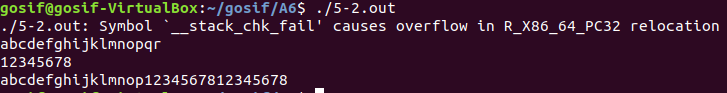 gosif@gosif-VirtualBox:~/gosif/A6$ ./5-2.out
./5-2.out: Symbol `__stack_chk_fail' causes overflow in R_X86_64_PC32 relocation
abcdefghijklmnopqr
12345678
abcdefghijklmnop1234567812345678